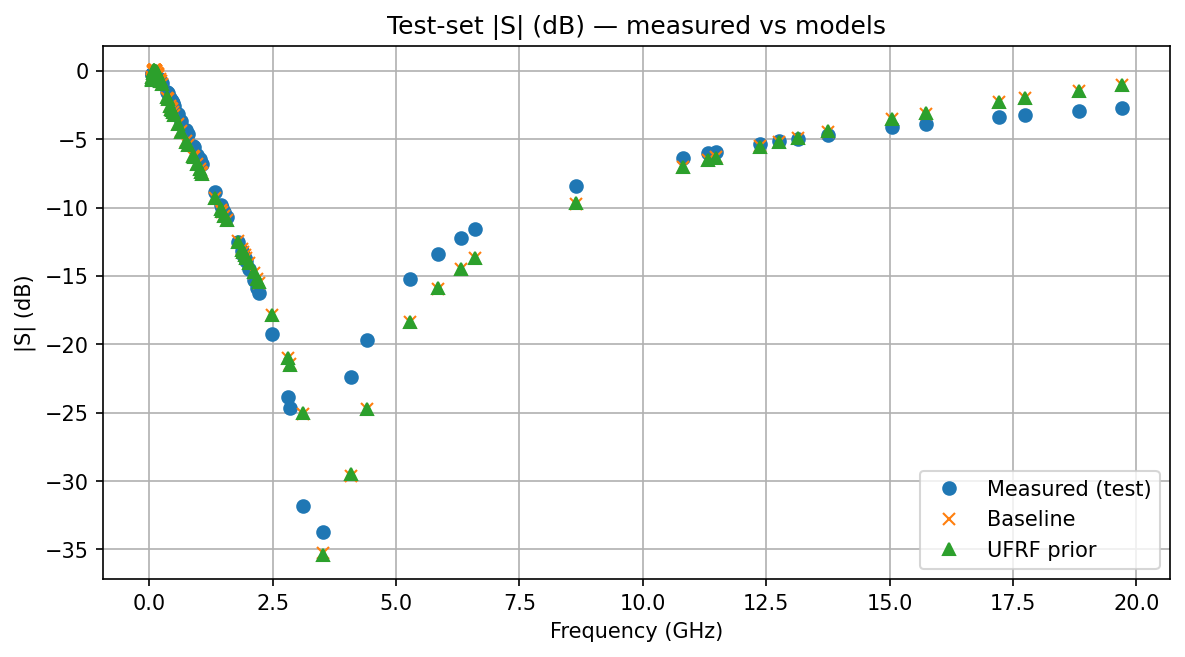 Test-set |S| (dB) — measured vs models
|S| (dB)
0
−5
−10
−15
−20
−25
−30
−35
0.0 2.5 5.0 7.5 10.0 12.5 15.0 17.5 20.0
Frequency (GHz)
Measured (test)
Baseline
UFRF prior